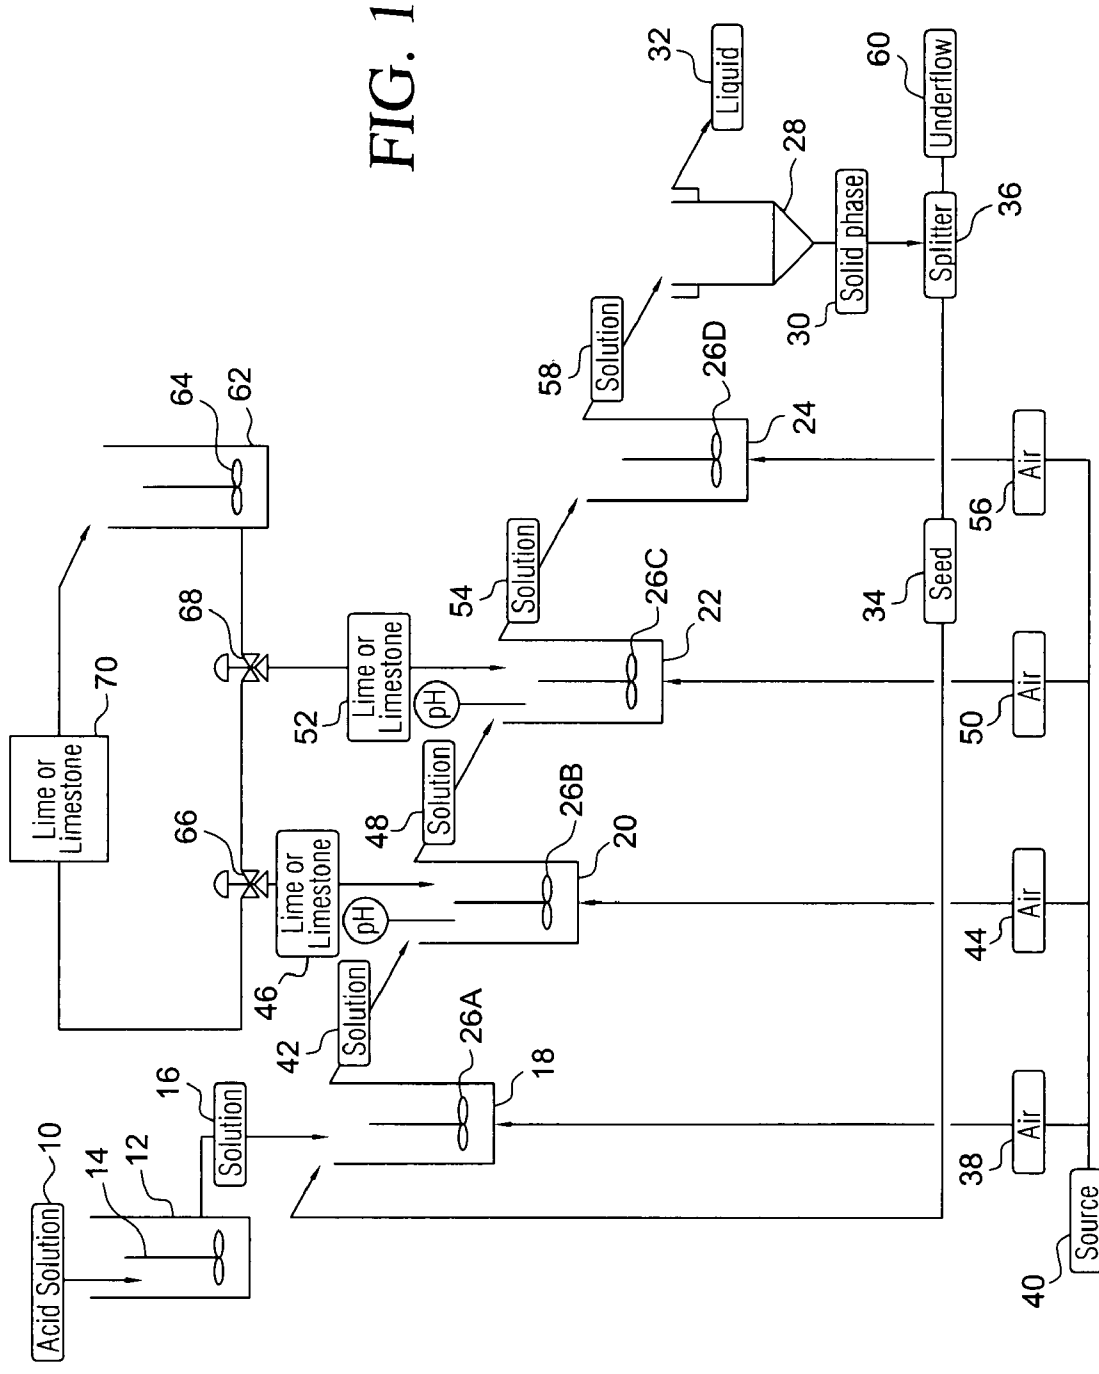 FIG. 1
Acid Solution
10
14
12
16
Solution
70
Lime or
Limestone
64
62
66
68
46
Lime or
Limestone
52
Lime or
Limestone
pH
pH
42
Solution
48
Solution
54
Solution
58
Solution
32
Liquid
26A
18
26B
20
26C
22
26D
24
28
30
Solid phase
60
Underflow
Splitter
36
34
Seed
38
Air
44
Air
50
Air
56
Air
40
Source